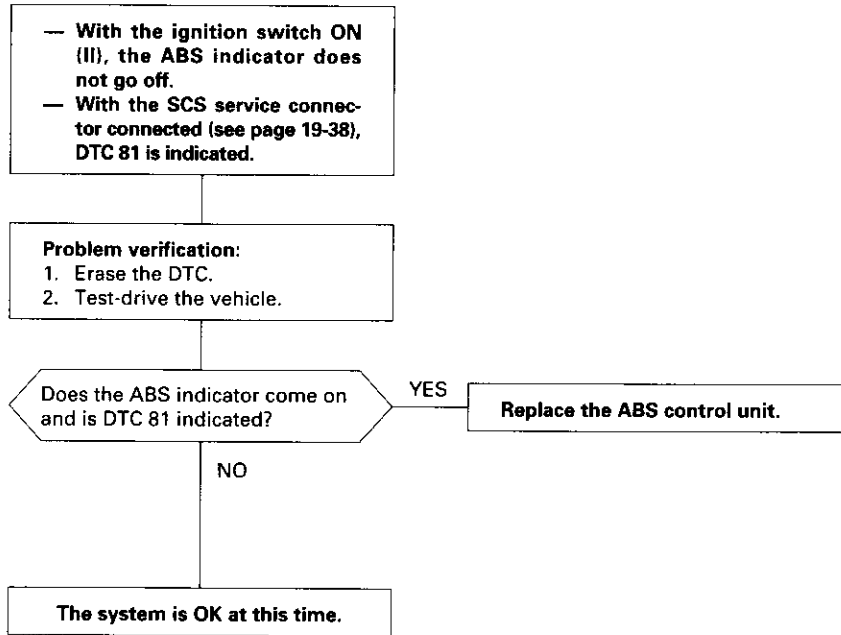 — With the ignition switch ON
(II), the ABS indicator does
not go off.
— With the SCS service connec-
tor connected (see page 19-38),
DTC 81 is indicated.
Problem verification:
1. Erase the DTC.
2. Test-drive the vehicle.
Does the ABS indicator come on
and is DTC 81 indicated?
YES
Replace the ABS control unit.
NO
The system is OK at this time.